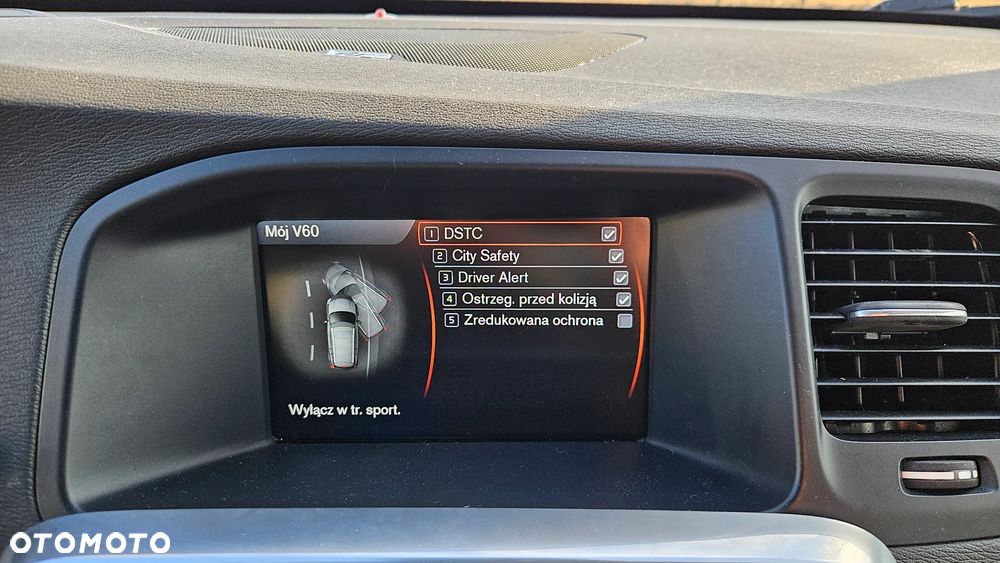 Mój V60
1 DSTC
2 City Safety
3 Driver Alert
4 Ostrzeg. przed kolizją
5 Zredukowana ochrona
Wyłącz w tr. sport.
OTOMOTO